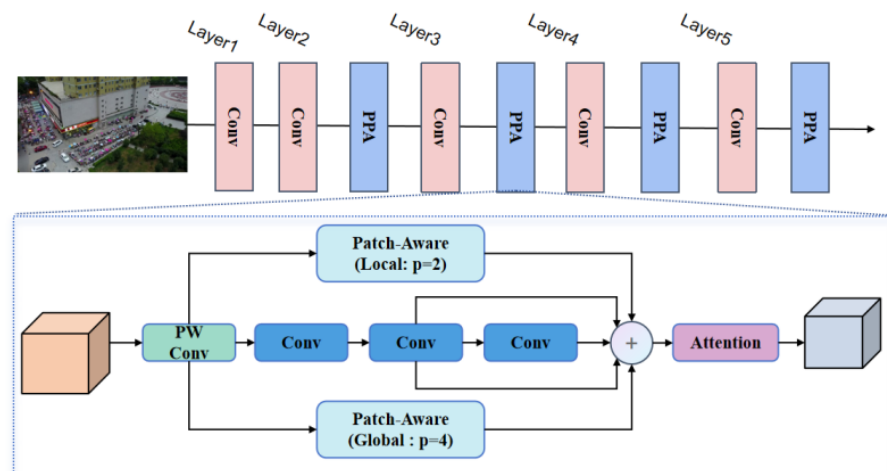 Layer1
Layer2
Layer3
Layer4
Layer5
Conv
Conv
PPA
Conv
PPA
Conv
PPA
Conv
PPA
Patch-Aware
(Local: p=2)
PW
Conv
Conv
Conv
Conv
+
Attention
Patch-Aware
(Global : p=4)